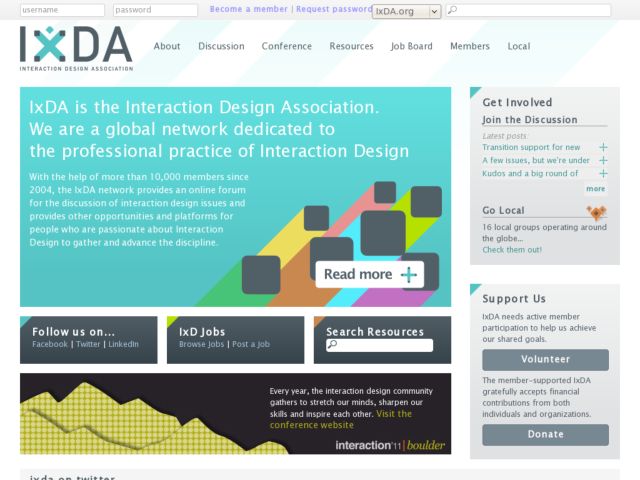 username
password
Become a member | Request password
IxDA.org
IxDA
INTERACTION DESIGN ASSOCIATION
About
Discussion
Conference
Resources
Job Board
Members
Local
IxDA is the Interaction Design Association.
We are a global network dedicated to
the professional practice of Interaction Design
With the help of more than 10,000 members since
2004, the IxDA network provides an online forum
for the discussion of interaction design issues and
provides other opportunities and platforms for
people who are passionate about Interaction
Design to gather and advance the discipline.
Read more
Get Involved
Join the Discussion
Latest posts:
Transition support for new
A few issues, but we're under
Kudos and a big round of
more
Go Local
16 local groups operating around
the globe...
Check them out!
Follow us on...
Facebook | Twitter | LinkedIn
IxD Jobs
Browse Jobs | Post a Job
Search Resources
Support Us
IxDA needs active member
participation to help us achieve
our shared goals.
Volunteer
The member-supported IxDA
gratefully accepts financial
contributions from both
individuals and organizations.
Donate
Every year, the interaction design community
gathers to stretch our minds, sharpen our
skills and inspire each other. Visit the
conference website
interaction'11 | boulder
ixda on twitter